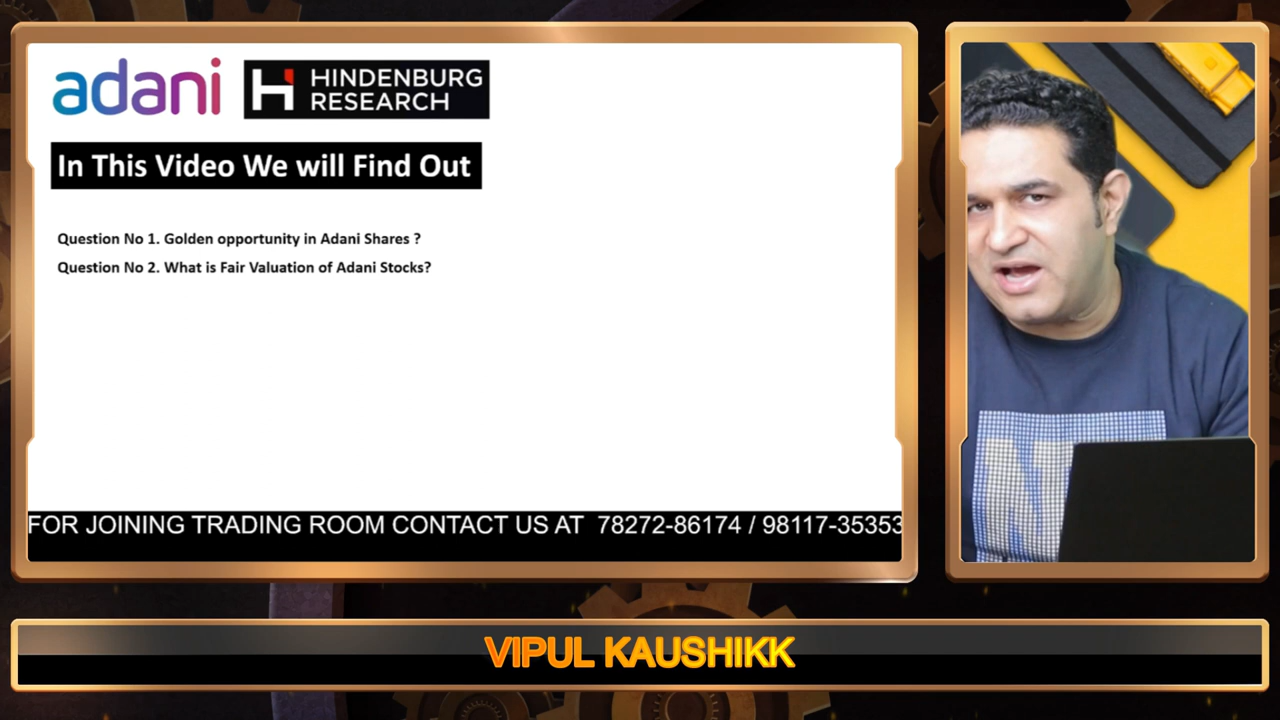 adani
HINDENBURG
RESEARCH
In This Video We will Find Out
Question No 1. Golden opportunity in Adani Shares ?
Question No 2. What is Fair Valuation of Adani Stocks?
FOR JOINING TRADING ROOM CONTACT US AT 78272-86174 / 98117-35353
VIPUL KAUSHIKK